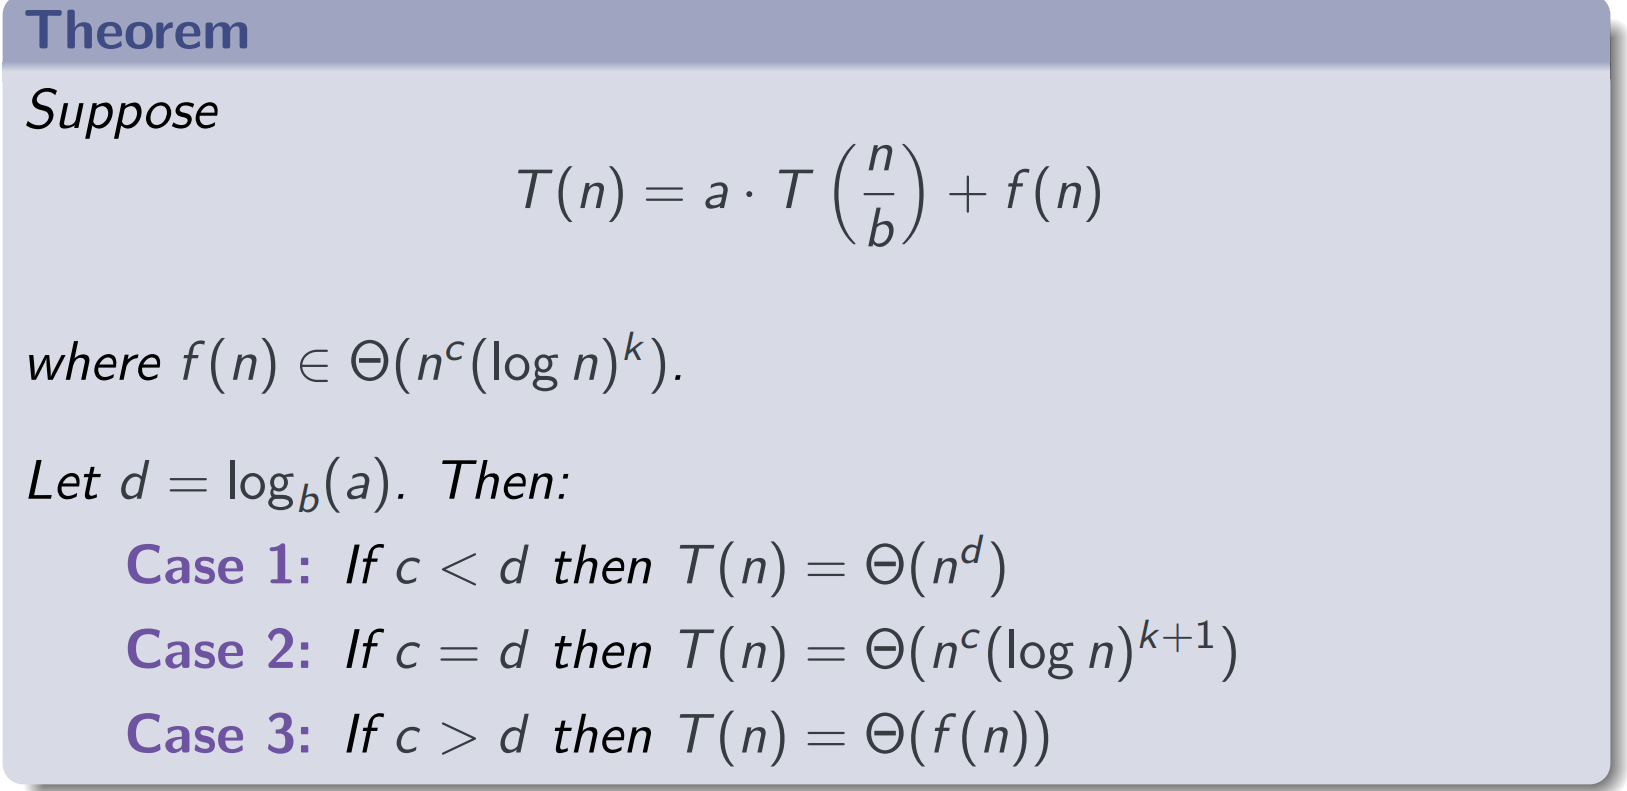 Theorem
Suppose
T(n) = a · T(n/b) + f(n)
where f(n) ∈ Θ(n^c(log n)^k).
Let d = log_b(a). Then:
Case 1: If c < d then T(n) = Θ(n^d)
Case 2: If c = d then T(n) = Θ(n^c(log n)^{k+1})
Case 3: If c > d then T(n) = Θ(f(n))